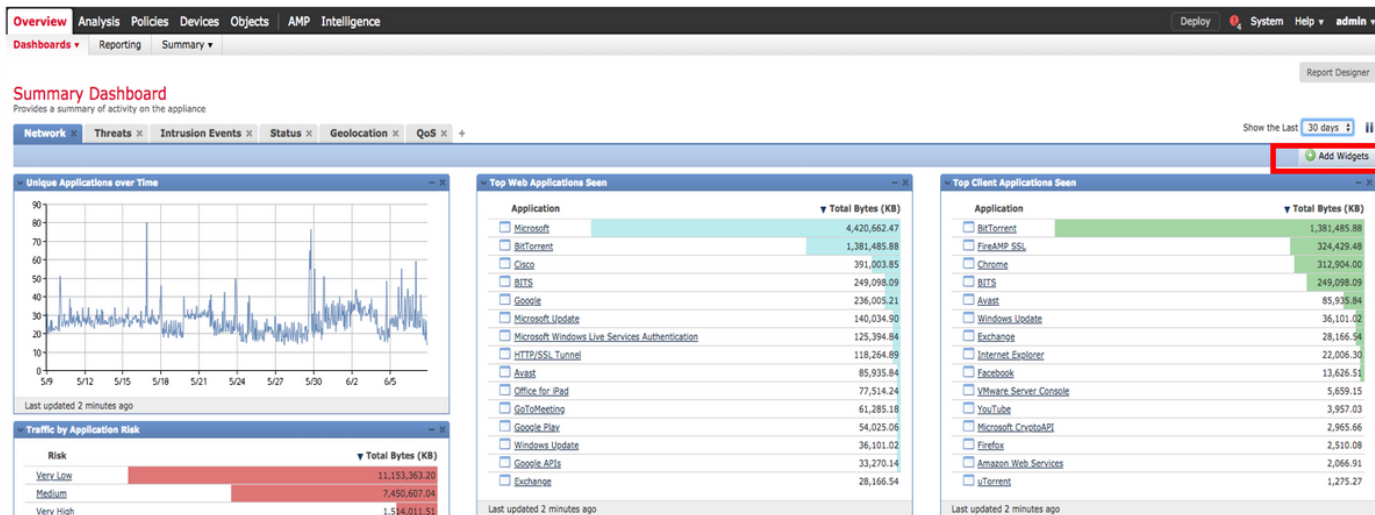 Overview Analysis Policies Devices Objects AMP Intelligence Deploy 4 System Help ▾ admin ▾
Dashboards ▾ Reporting Summary ▾
Report Designer
Summary Dashboard
Provides a summary of activity on the appliance
Network × Threats × Intrusion Events × Status × Geolocation × QoS × +
Show the Last 30 days
Add Widgets
Unique Applications over Time
90
80
70
60
50
40
30
20
10
0
5/9 5/12 5/15 5/18 5/21 5/24 5/27 5/30 6/2 6/5
Last updated 2 minutes ago
Traffic by Application Risk
Risk Total Bytes (KB)
Very Low 11,153,363.20
Medium 7,450,607.04
Very High 1,514,011.51
Top Web Applications Seen
Application Total Bytes (KB)
Microsoft 4,420,662.47
BitTorrent 1,381,485.88
Cisco 391,003.85
BITS 249,098.09
Google 236,005.21
Microsoft Update 140,034.90
Microsoft Windows Live Services Authentication 125,394.84
HTTP/SSL Tunnel 118,264.89
Avast 85,935.84
Office for iPad 77,514.24
GoToMeeting 61,285.18
Google Play 54,025.06
Windows Update 36,101.02
Google APIs 33,270.14
Exchange 28,166.54
Last updated 2 minutes ago
Top Client Applications Seen
Application Total Bytes (KB)
BitTorrent 1,381,485.88
FireAMP SSL 324,429.48
Chrome 312,904.00
BITS 249,098.09
Avast 85,935.84
Windows Update 36,101.02
Exchange 28,166.54
Internet Explorer 22,006.30
Facebook 13,626.51
VMware Server Console 5,659.15
YouTube 3,957.03
Microsoft CryptoAPI 2,965.66
Firefox 2,510.08
Amazon Web Services 2,066.91
uTorrent 1,275.27
Last updated 2 minutes ago